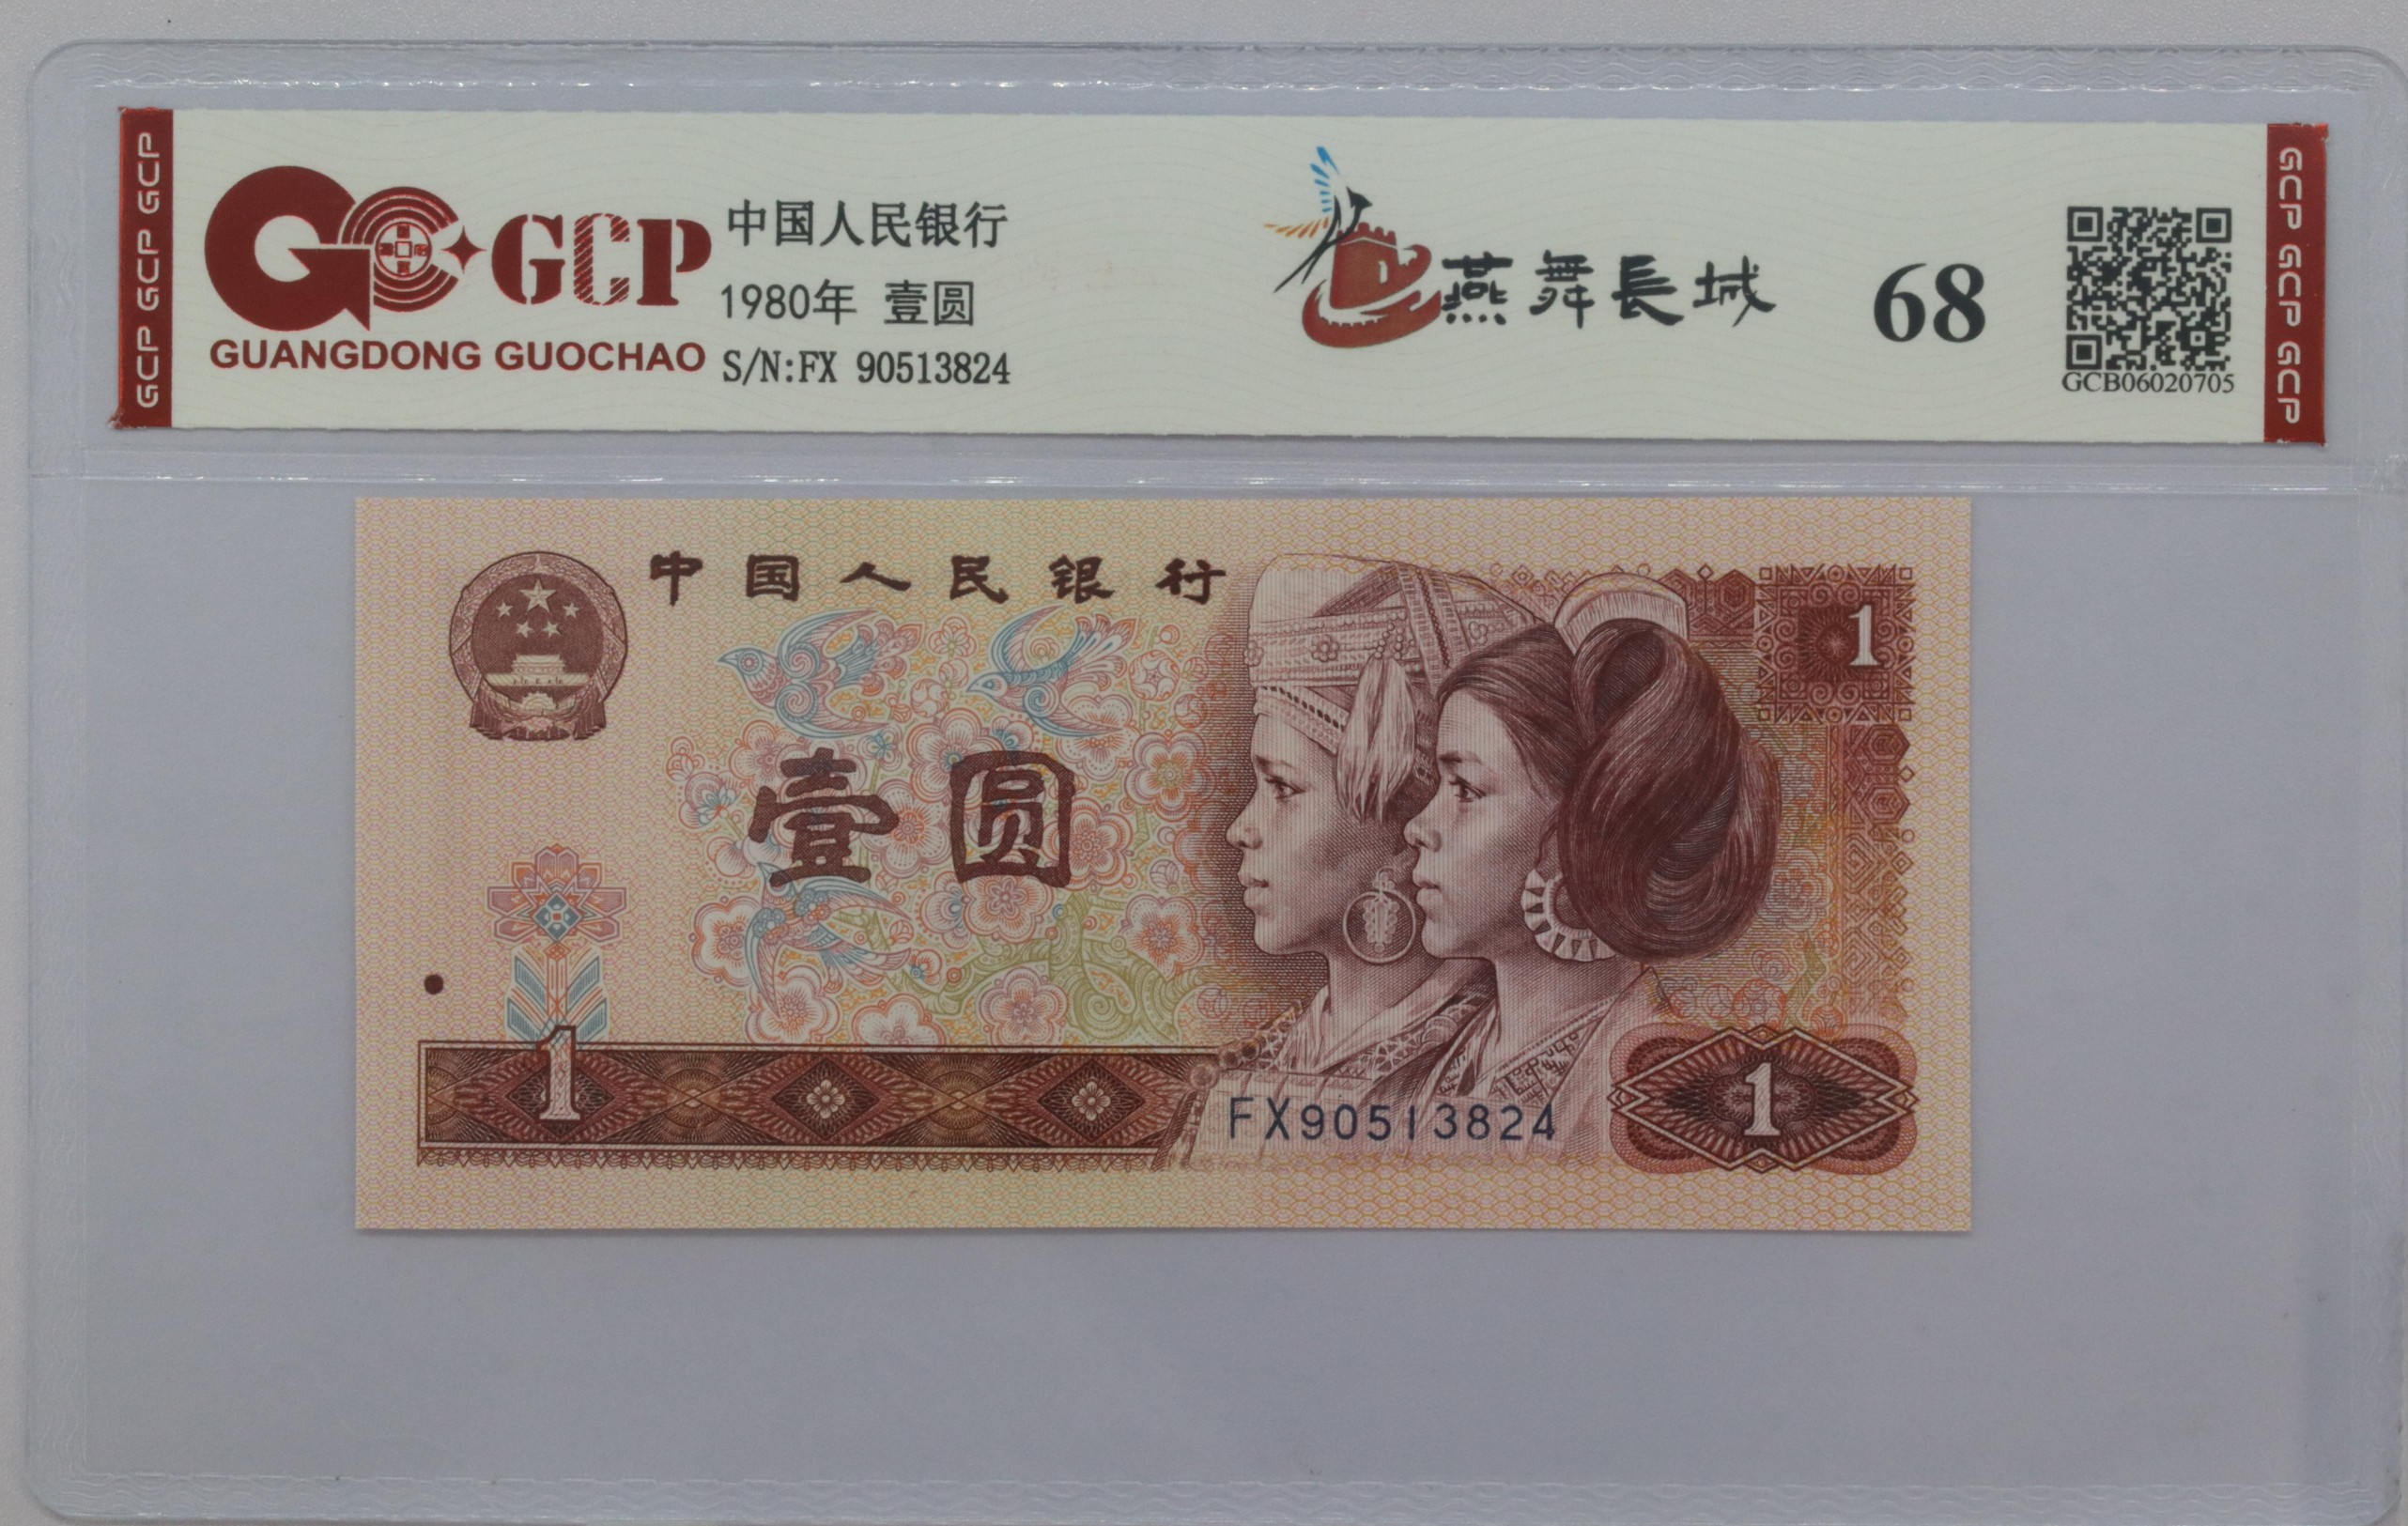 GCP GCP GCP
GCP
GUANGDONG GUOCHAO
中国人民银行
1980年 壹圆
S/N:FX 90513824
燕舞長城
68
GCB06020705
GCP GCP GCP
中国人民银行
1
壹圆
1
FX90513824
1